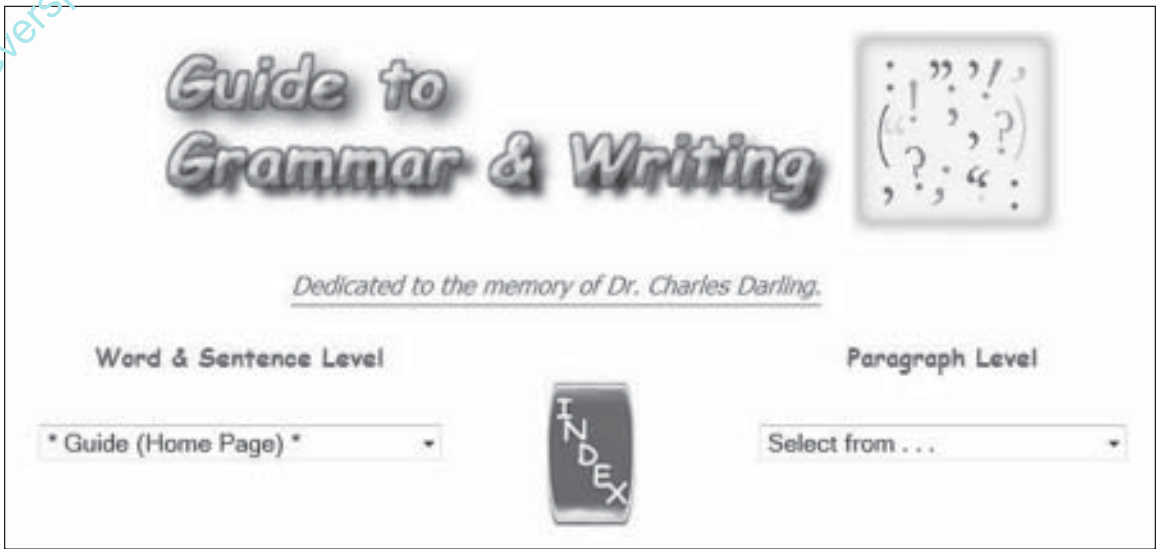 Guide to
Grammar & Writing
Dedicated to the memory of Dr. Charles Darling.
Word & Sentence Level
Paragraph Level
INDEX
* Guide (Home Page) *
Select from . . .